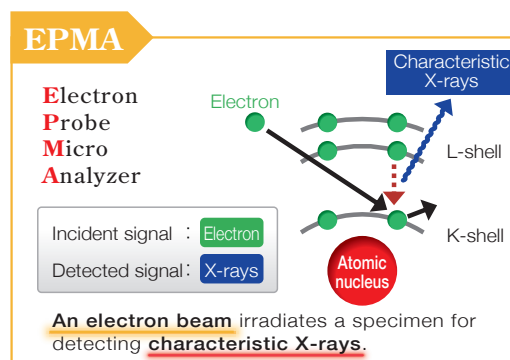 EPMA
Electron
Probe
Micro
Analyzer
Electron
Characteristic
X-rays
L-shell
K-shell
Atomic
nucleus
Incident signal : Electron
Detected signal: X-rays
An electron beam irradiates a specimen for
detecting characteristic X-rays.